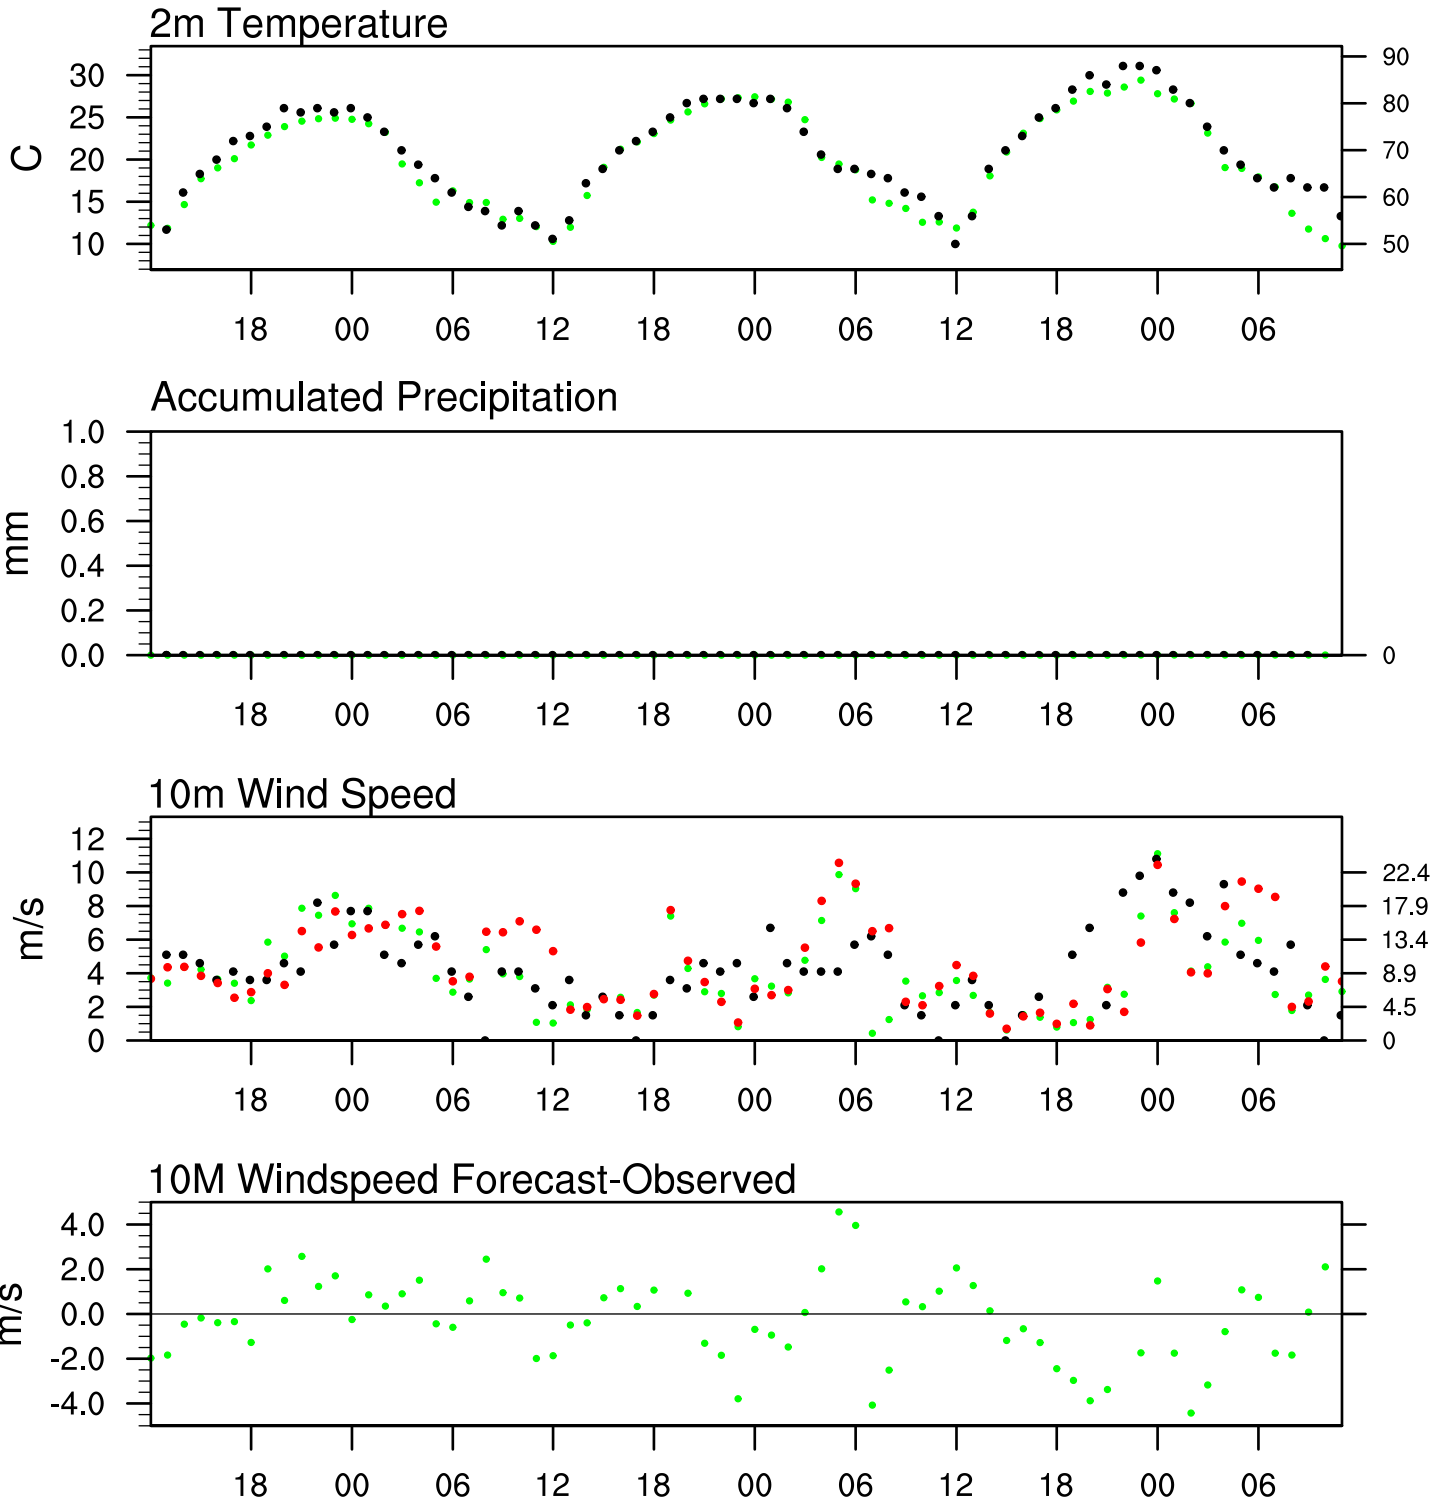 2m Temperature
30 90
25 80
C 20 70
15 60
10 50
18 00 06 12 18 00 06 12 18 00 06
Accumulated Precipitation
1.0
0.8
0.6
mm
0.4
0.2
0.0 0
18 00 06 12 18 00 06 12 18 00 06
10m Wind Speed
12
10 22.4
8 17.9
m/s
6 13.4
4 8.9
2 4.5
0 0
18 00 06 12 18 00 06 12 18 00 06
10M Windspeed Forecast-Observed
4.0
2.0
m/s 0.0
-2.0
-4.0
18 00 06 12 18 00 06 12 18 00 06